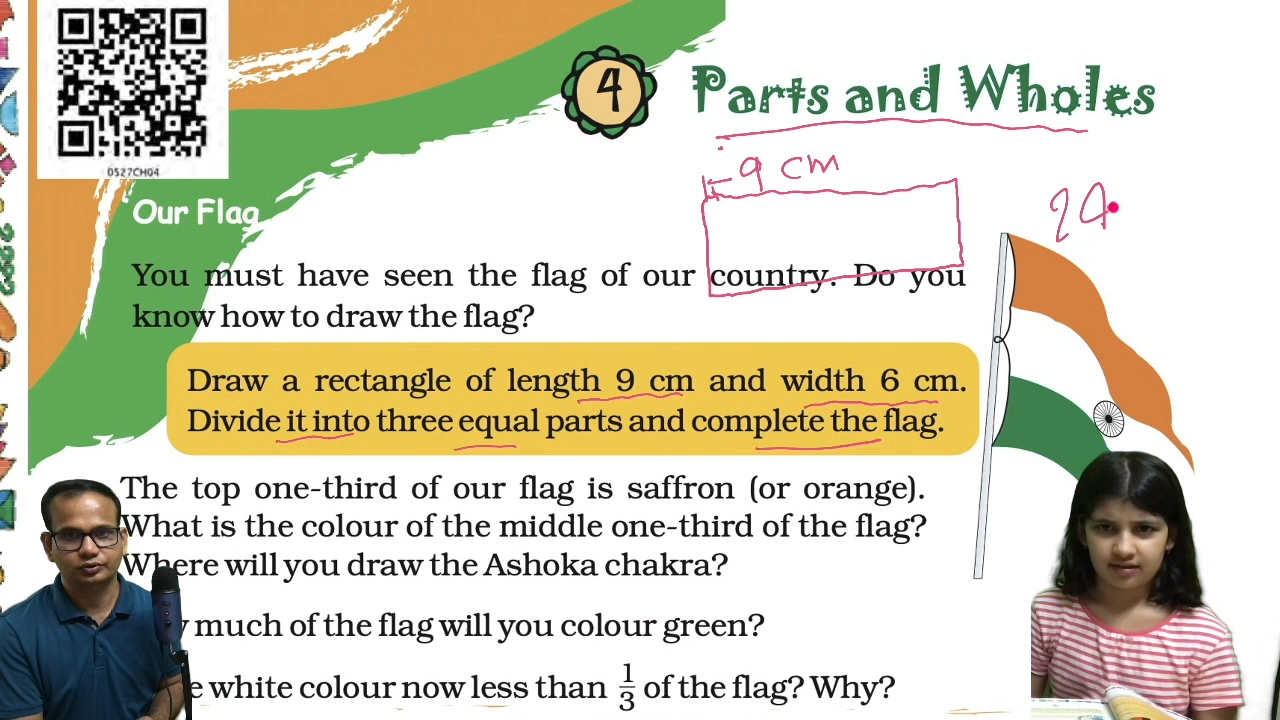 0527CH04
4 Parts and Wholes
9 cm
24
Our Flag
You must have seen the flag of our country. Do you
know how to draw the flag?
Draw a rectangle of length 9 cm and width 6 cm.
Divide it into three equal parts and complete the flag.
The top one-third of our flag is saffron (or orange).
What is the colour of the middle one-third of the flag?
Where will you draw the Ashoka chakra?
much of the flag will you colour green?
white colour now less than 1/3 of the flag? Why?